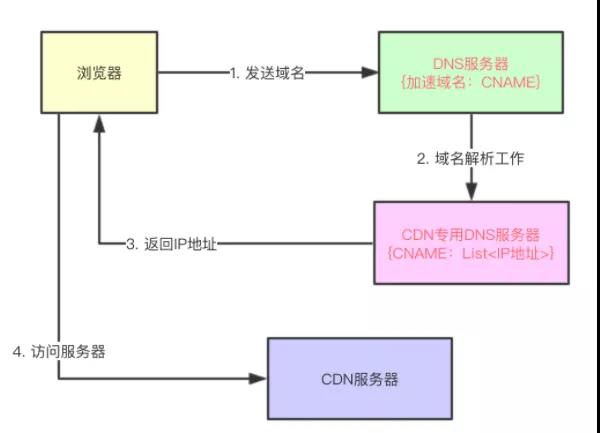 浏览器
1. 发送域名
DNS服务器
{加速域名：CNAME}
2. 域名解析工作
CDN专用DNS服务器
{CNAME：List<IP地址>}
3. 返回IP地址
4. 访问服务器
CDN服务器